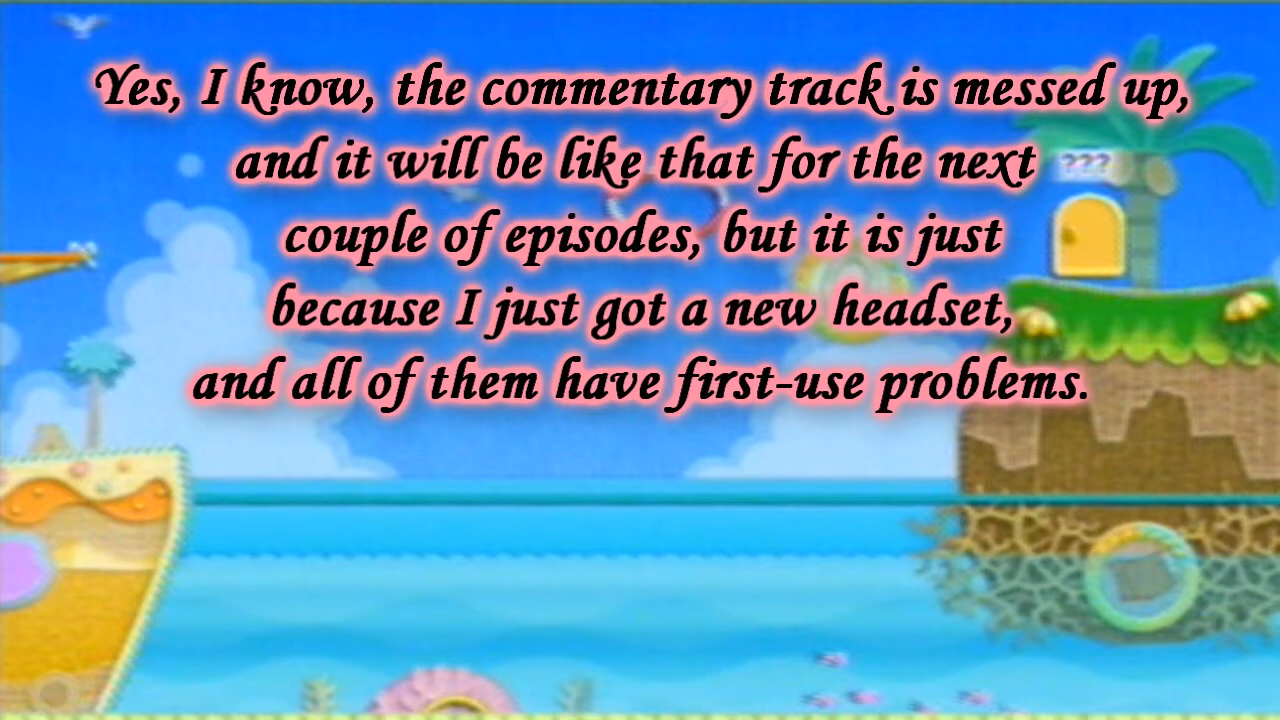 Yes, I know, the commentary track is messed up,
and it will be like that for the next
???
couple of episodes, but it is just
because I just got a new headset,
and all of them have first-use problems.